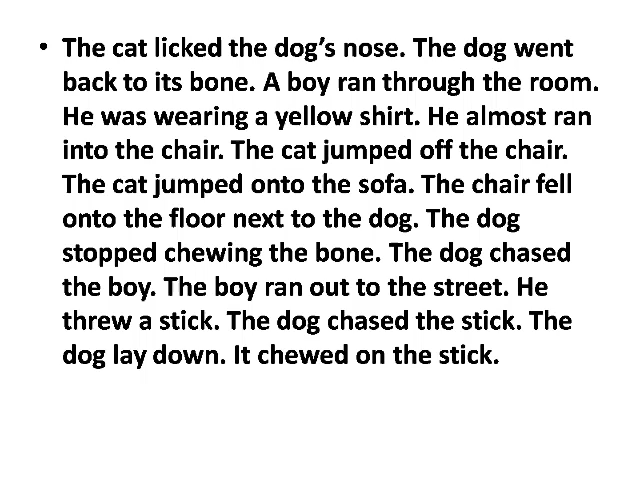 • The cat licked the dog’s nose. The dog went
back to its bone. A boy ran through the room.
He was wearing a yellow shirt. He almost ran
into the chair. The cat jumped off the chair.
The cat jumped onto the sofa. The chair fell
onto the floor next to the dog. The dog
stopped chewing the bone. The dog chased
the boy. The boy ran out to the street. He
threw a stick. The dog chased the stick. The
dog lay down. It chewed on the stick.